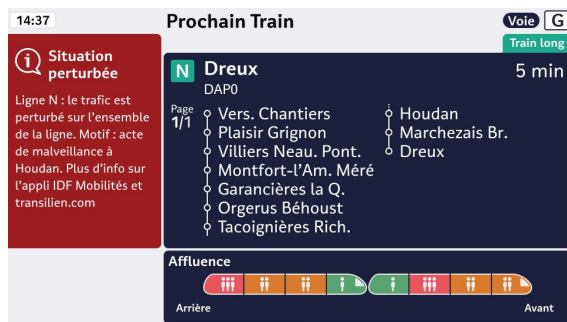 14:37
Prochain Train
Voie G
Train long
Situation
perturbée
Ligne N : le trafic est
perturbé sur l'ensemble
de la ligne. Motif : acte
de malveillance à
Houdan. Plus d'info sur
l'appli IDF Mobilités et
transilien.com
N Dreux
5 min
DAP0
Page
1/1
Vers. Chantiers
Plaisir Grignon
Villiers Neau. Pont.
Montfort-l'Am. Méré
Garancières la Q.
Orgerus Béhoust
Tacoignières Rich.
Houdan
Marchezais Br.
Dreux
Affluence
Arrière
Avant